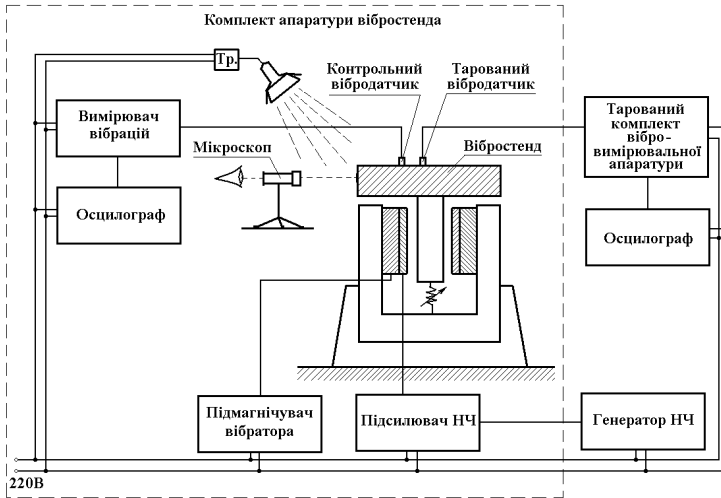 Комплект апаратури вібростенда
Тр.
Контрольний
вібродатчик
Тарований
вібродатчик
Вимірювач
вібрацій
Мікроскоп
Вібростенд
Тарований
комплект
вібро-
вимірювальної
апаратури
Осцилограф
Осцилограф
Підмагнічувач
вібратора
Підсилювач НЧ
Генератор НЧ
220В